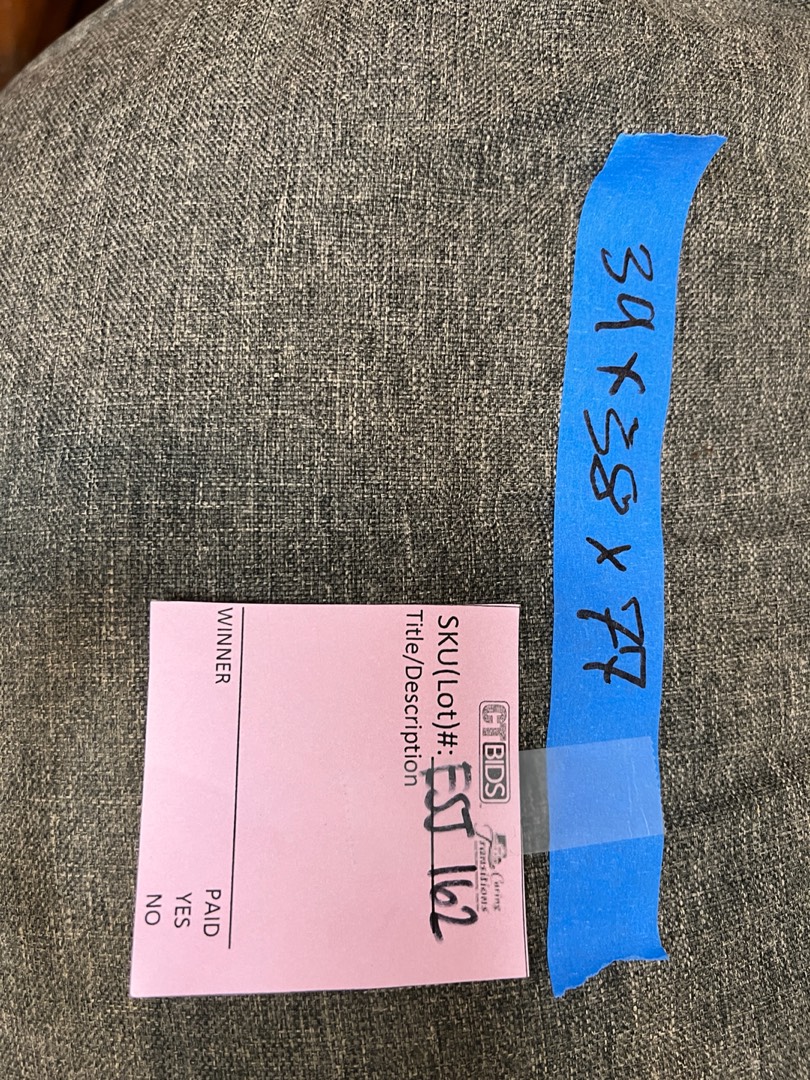 39 x 38 x 77
CT BIDS
Caring
Transitions
SKU(Lot)#: EST 162
Title/Description
WINNER
PAID
YES
NO